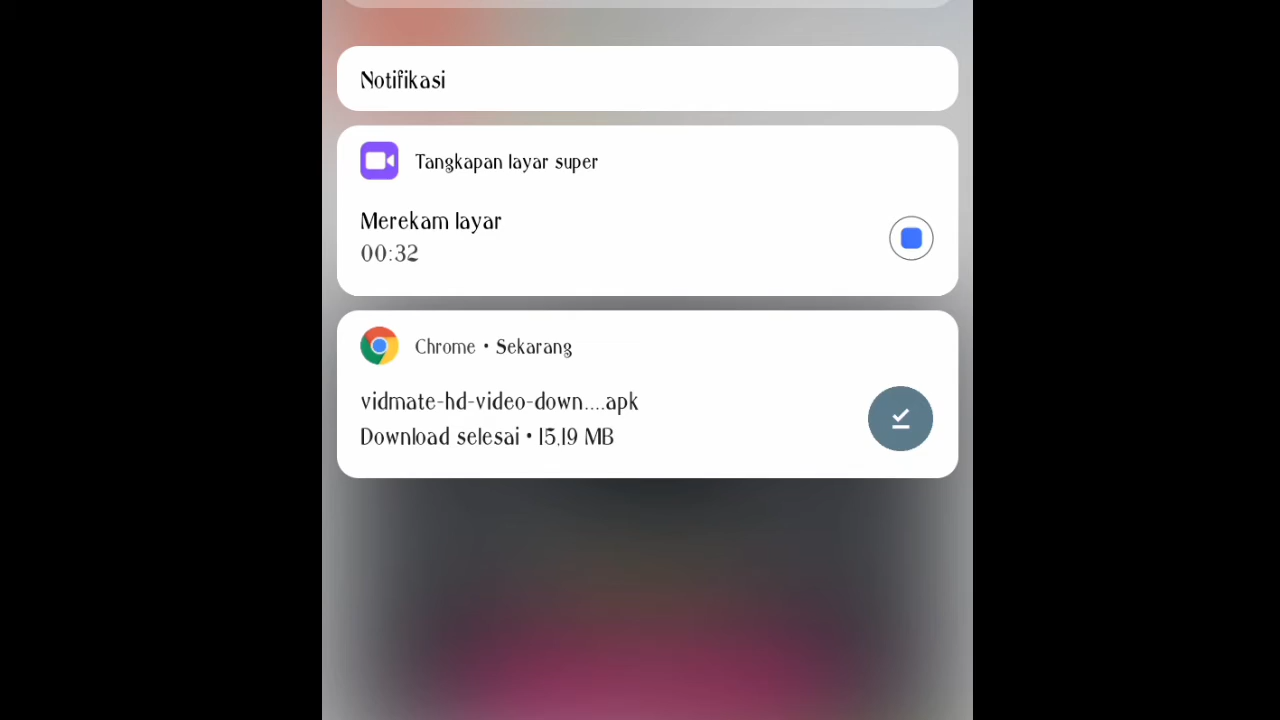 Notifikasi
Tangkapan layar super
Merekam layar
00:32
Chrome • Sekarang
vidmate-hd-video-down....apk
Download selesai • 15,19 MB